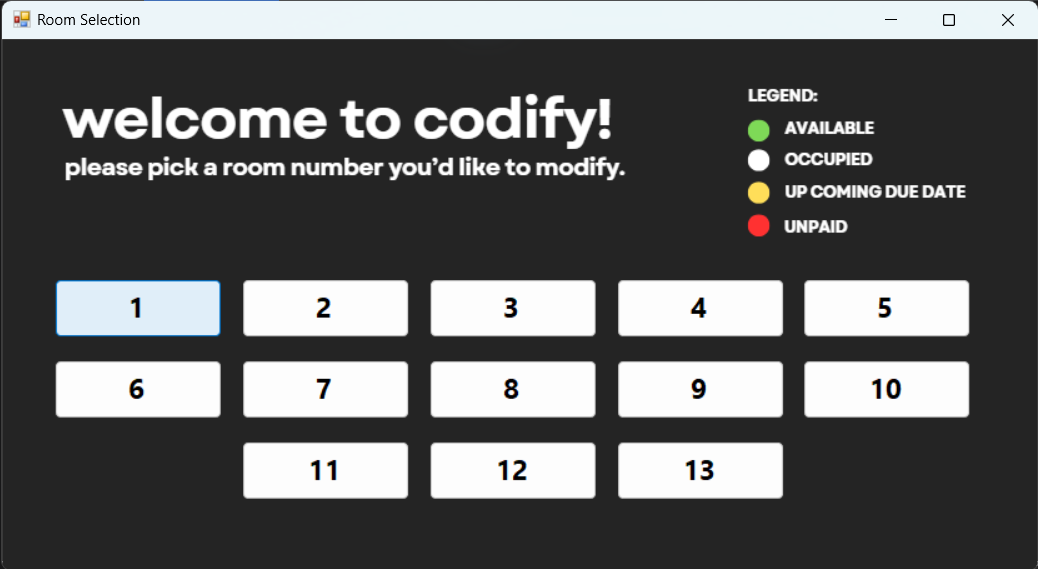 Room Selection
welcome to codify!
please pick a room number you'd like to modify.
LEGEND:
AVAILABLE
OCCUPIED
UP COMING DUE DATE
UNPAID
1 2 3 4 5
6 7 8 9 10
11 12 13